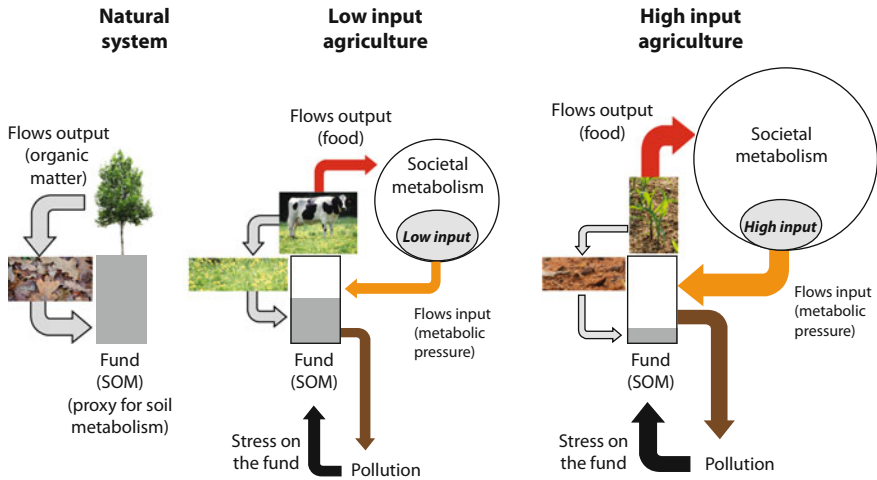 Natural
system
Flows output
(organic
matter)
Fund
(SOM)
(proxy for soil
metabolism)
Low input
agriculture
Flows output
(food)
Societal
metabolism
Low input
Flows input
(metabolic
pressure)
Fund
(SOM)
Stress on
the fund
Pollution
High input
agriculture
Flows output
(food)
Societal
metabolism
High input
Flows input
(metabolic
pressure)
Fund
(SOM)
Stress on
the fund
Pollution